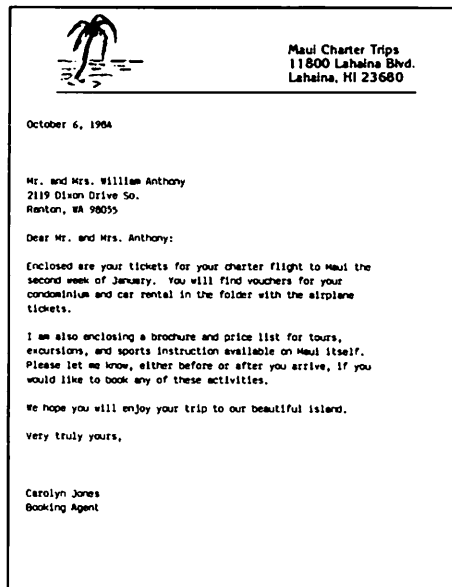 Maui Charter Trips
11800 Lahaina Blvd.
Lahaina, HI 23680
October 6, 1984
Mr. and Mrs. William Anthony
2119 Dixon Drive So.
Renton, WA 98055
Dear Mr. and Mrs. Anthony:
Enclosed are your tickets for your charter flight to Maui the
second week of January. You will find vouchers for your
condominium and car rental in the folder with the airplane
tickets.
I am also enclosing a brochure and price list for tours,
excursions, and sports instruction available on Maui itself.
Please let me know, either before or after you arrive, if you
would like to book any of these activities.
We hope you will enjoy your trip to our beautiful island.
Very truly yours,
Carolyn Jones
Booking Agent